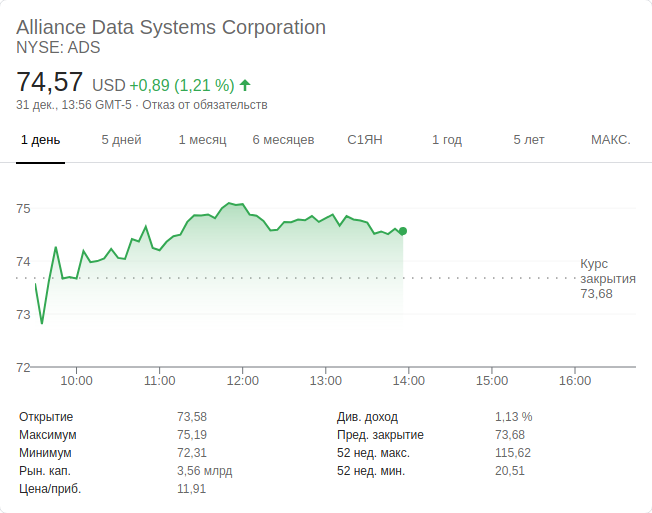 Alliance Data Systems Corporation
NYSE: ADS
74,57 USD +0,89 (1,21 %)
31 дек., 13:56 GMT-5 · Отказ от обязательств
1 день 5 дней 1 месяц 6 месяцев С1ЯН 1 год 5 лет МАКС.
75
74
Курс
закрытия
73,68
73
72
10:00 11:00 12:00 13:00 14:00 15:00 16:00
Открытие 73,58 Див. доход 1,13 %
Максимум 75,19 Пред. закрытие 73,68
Минимум 72,31 52 нед. макс. 115,62
Рын. кап. 3,56 млрд 52 нед. мин. 20,51
Цена/приб. 11,91